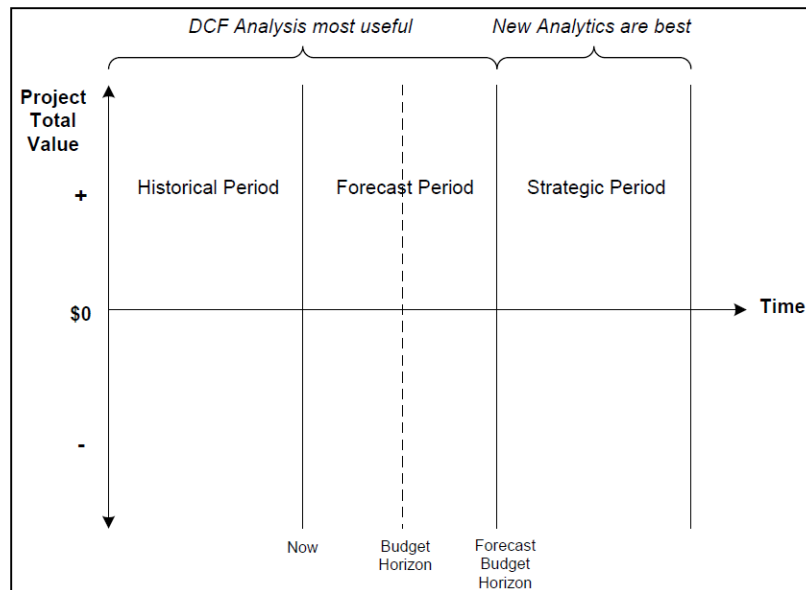 DCF Analysis most useful
New Analytics are best
Project
Total
Value
+
Historical Period
Forecast Period
Strategic Period
$0
Time
-
Now
Budget
Horizon
Forecast
Budget
Horizon